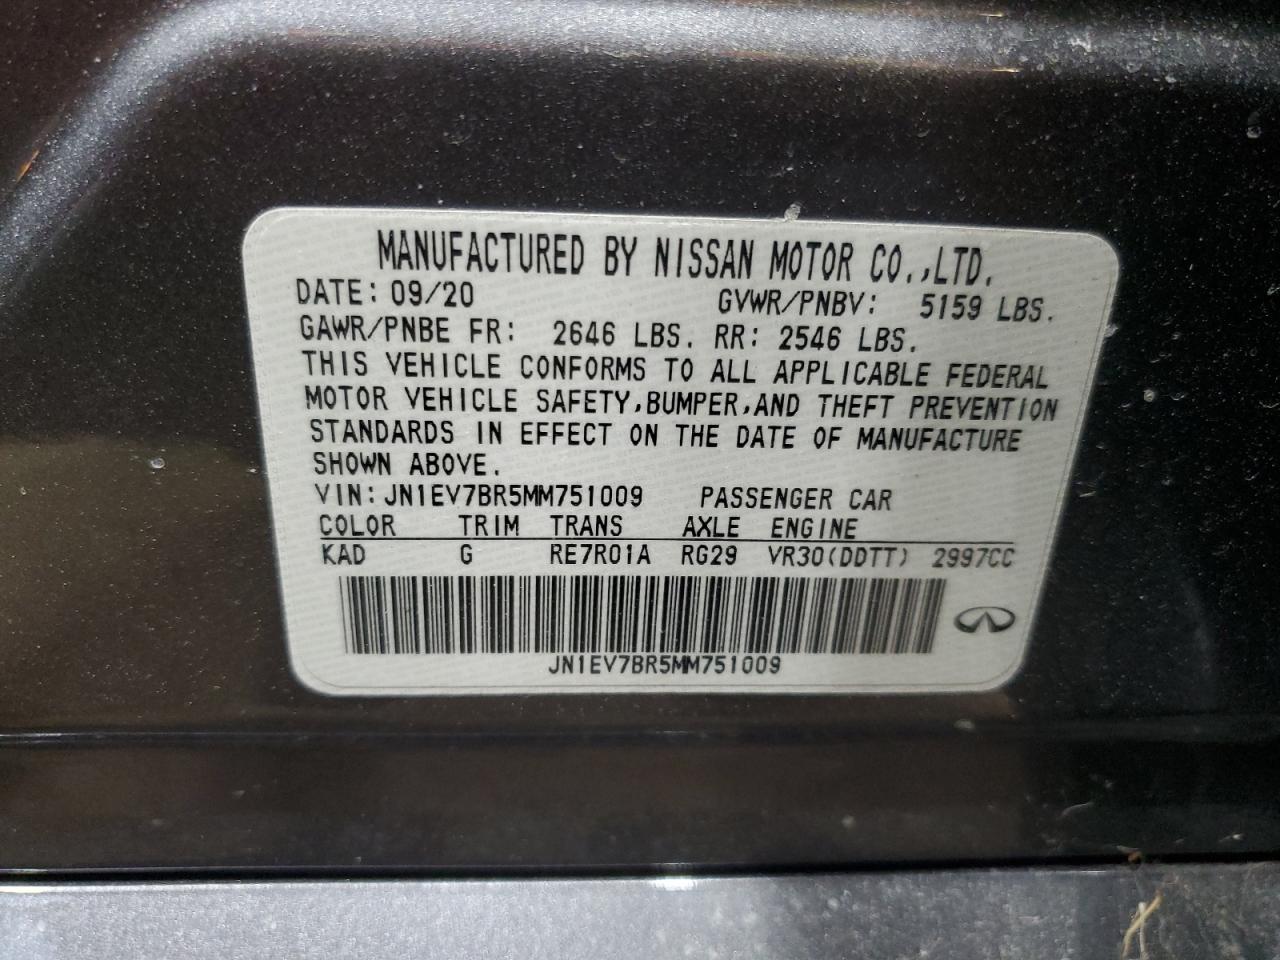 MANUFACTURED BY NISSAN MOTOR CO.,LTD.
DATE: 09/20 GVWR/PNBV: 5159 LBS.
GAWR/PNBE FR: 2646 LBS. RR: 2546 LBS.
THIS VEHICLE CONFORMS TO ALL APPLICABLE FEDERAL
MOTOR VEHICLE SAFETY,BUMPER,AND THEFT PREVENTION
STANDARDS IN EFFECT ON THE DATE OF MANUFACTURE
SHOWN ABOVE.
VIN: JN1EV7BR5MM751009 PASSENGER CAR
COLOR TRIM TRANS AXLE ENGINE
KAD G RE7R01A RG29 VR30(DDTT) 2997CC
JN1EV7BR5MM751009